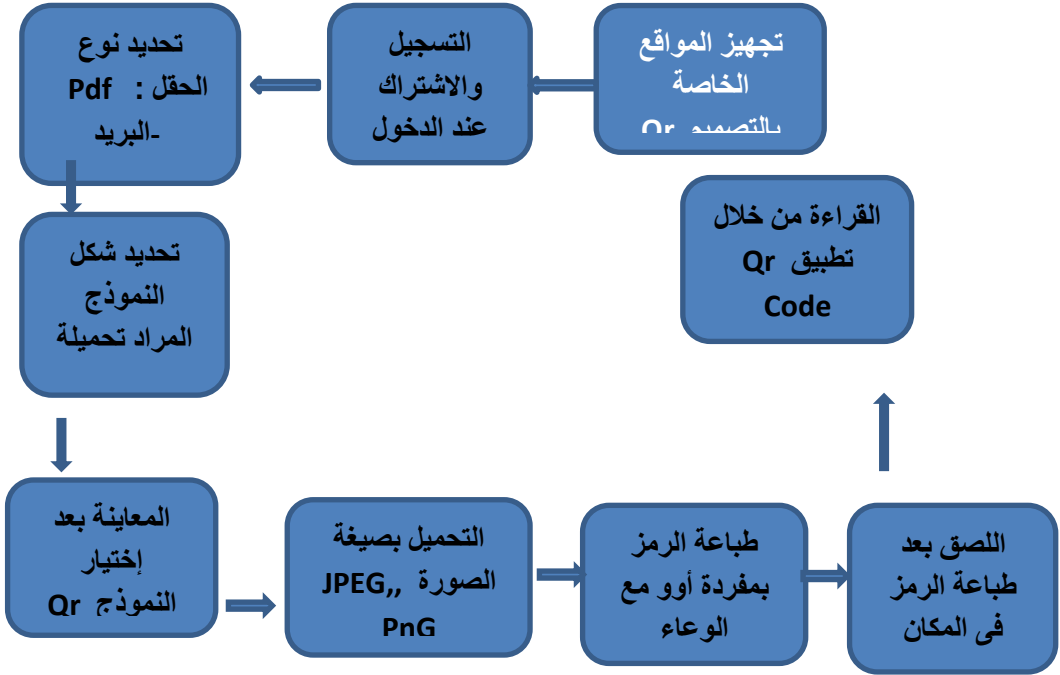 تجهيز المواقع
الخاصة
بالتصميم Qr
التسجيل
والاشتراك
عند الدخول
تحديد نوع
الحقل : Pdf
-البريد
تحديد شكل
النموذج
المراد تحميلة
المعاينة بعد
إختيار
النموذج Qr
التحميل بصيغة
الصورة JPEG,,
PnG
طباعة الرمز
بمفردة أوو مع
الوعاء
اللصق بعد
طباعة الرمز
فى المكان
القراءة من خلال
تطبيق Qr
Code